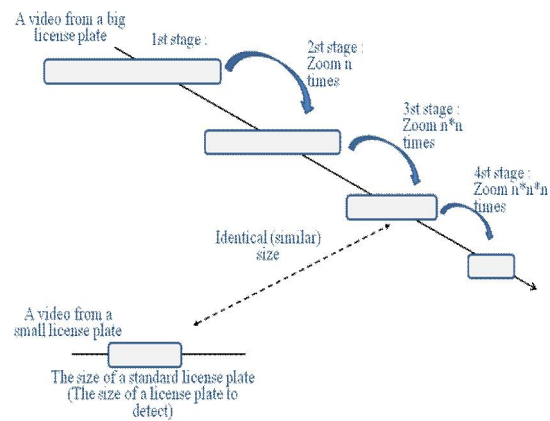 A video from a big
license plate
1st stage :
2st stage :
Zoom n
times
3st stage :
Zoom n*n
times
4st stage :
Zoom n*n*n
times
Identical (similar)
size
A video from a
small license plate
The size of a standard license plate
(The size of a license plate to
detect)